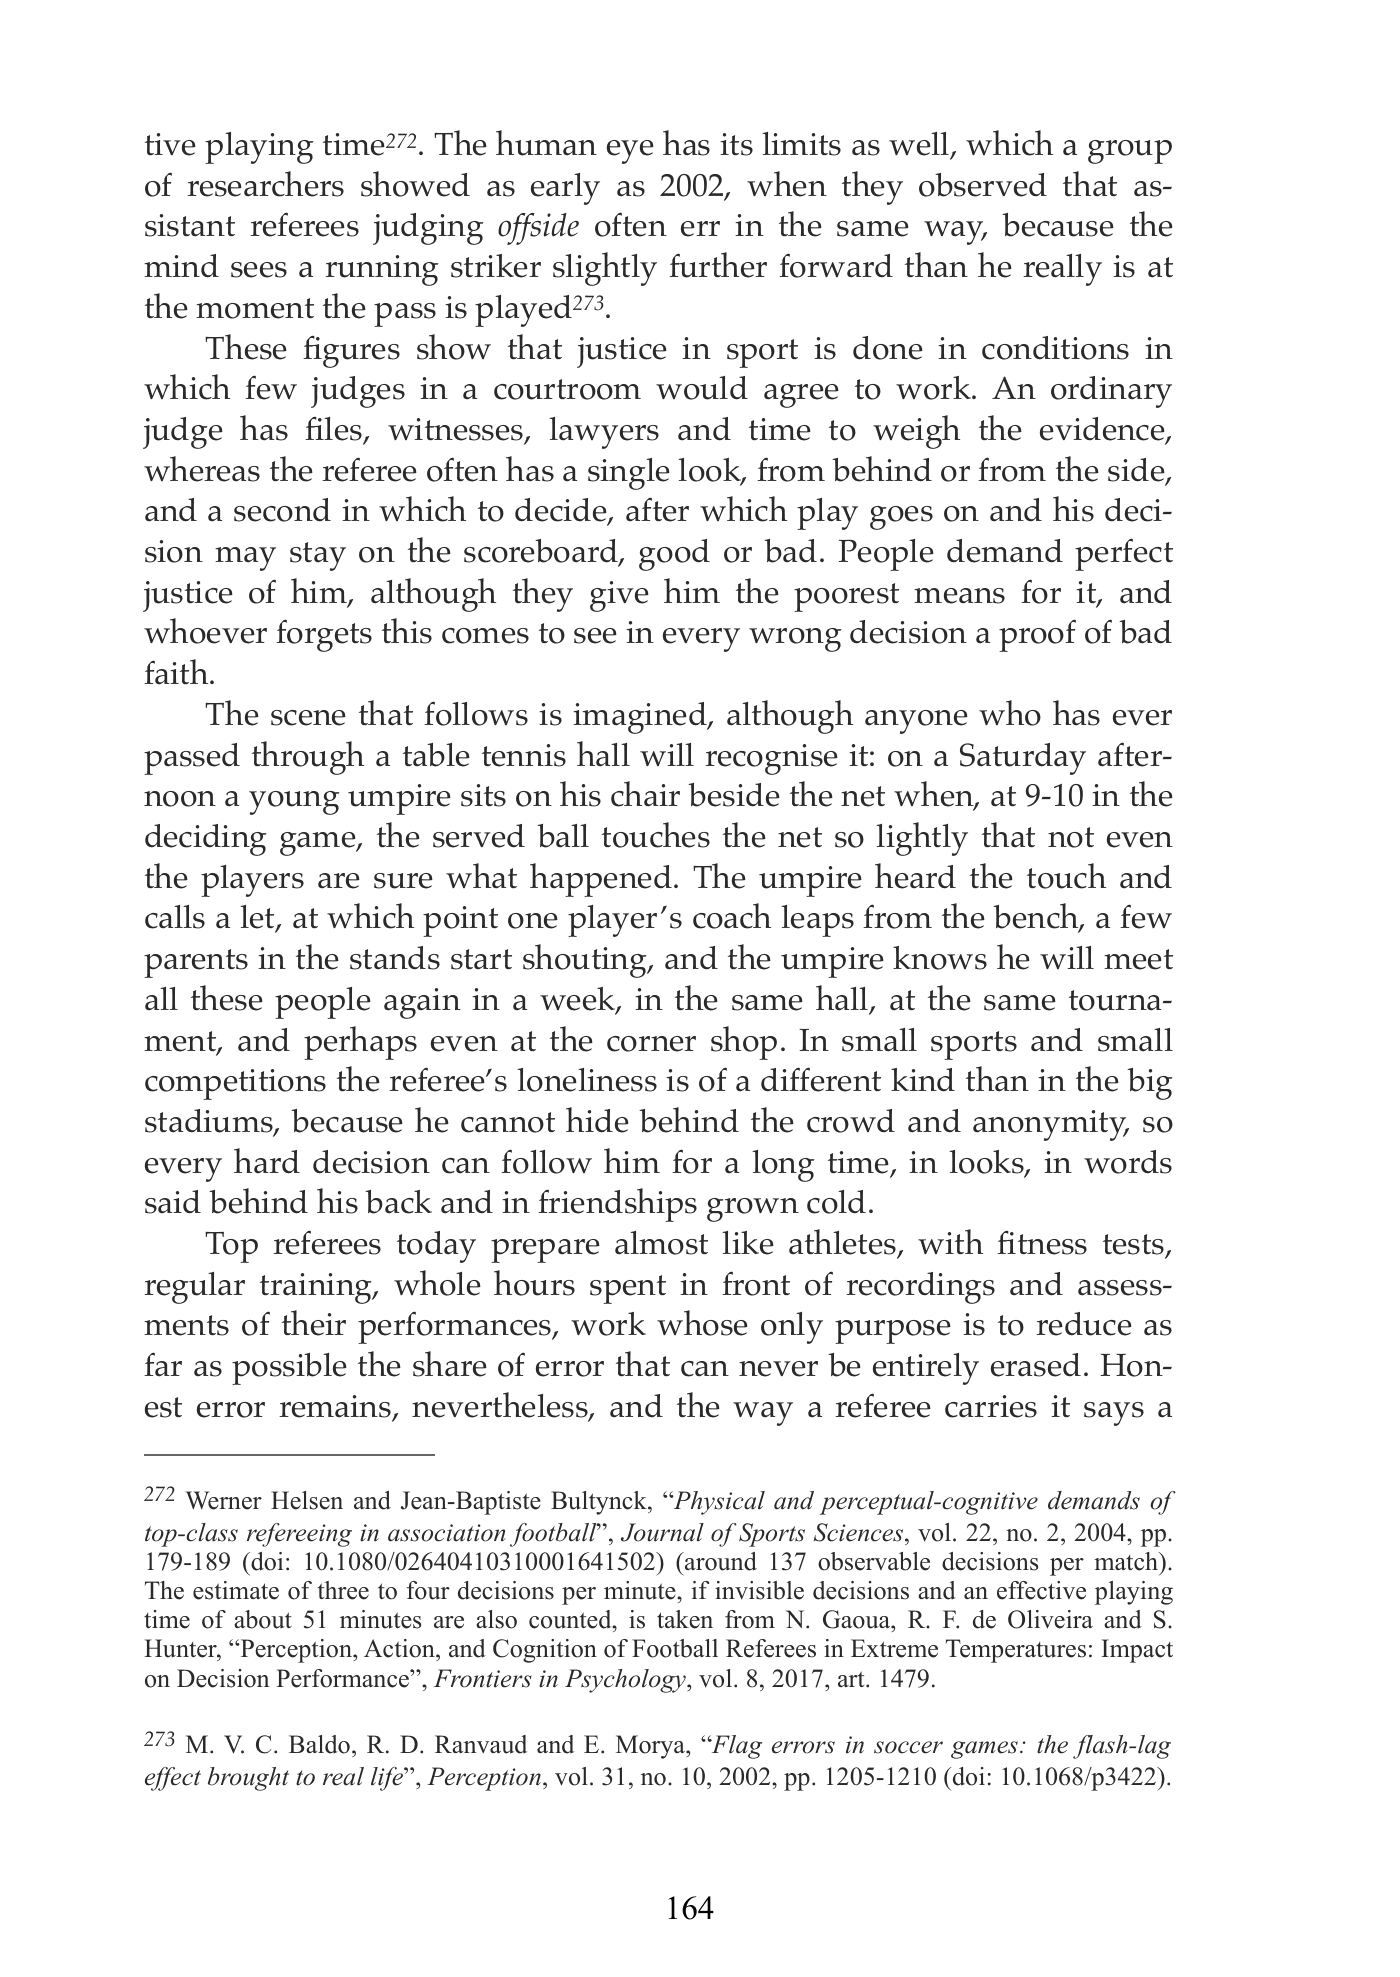 tive playing time272. The human eye has its limits as well, which a group
of researchers showed as early as 2002, when they observed that as-
sistant referees judging offside often err in the same way, because the
mind sees a running striker slightly further forward than he really is at
the moment the pass is played273.
These figures show that justice in sport is done in conditions in
which few judges in a courtroom would agree to work. An ordinary
judge has files, witnesses, lawyers and time to weigh the evidence,
whereas the referee often has a single look, from behind or from the side,
and a second in which to decide, after which play goes on and his deci-
sion may stay on the scoreboard, good or bad. People demand perfect
justice of him, although they give him the poorest means for it, and
whoever forgets this comes to see in every wrong decision a proof of bad
faith.
The scene that follows is imagined, although anyone who has ever
passed through a table tennis hall will recognise it: on a Saturday after-
noon a young umpire sits on his chair beside the net when, at 9-10 in the
deciding game, the served ball touches the net so lightly that not even
the players are sure what happened. The umpire heard the touch and
calls a let, at which point one player’s coach leaps from the bench, a few
parents in the stands start shouting, and the umpire knows he will meet
all these people again in a week, in the same hall, at the same tourna-
ment, and perhaps even at the corner shop. In small sports and small
competitions the referee’s loneliness is of a different kind than in the big
stadiums, because he cannot hide behind the crowd and anonymity, so
every hard decision can follow him for a long time, in looks, in words
said behind his back and in friendships grown cold.
Top referees today prepare almost like athletes, with fitness tests,
regular training, whole hours spent in front of recordings and assess-
ments of their performances, work whose only purpose is to reduce as
far as possible the share of error that can never be entirely erased. Hon-
est error remains, nevertheless, and the way a referee carries it says a
272 Werner Helsen and Jean-Baptiste Bultynck, “Physical and perceptual-cognitive demands of
top-class refereeing in association football”, Journal of Sports Sciences, vol. 22, no. 2, 2004, pp.
179-189 (doi: 10.1080/02640410310001641502) (around 137 observable decisions per match).
The estimate of three to four decisions per minute, if invisible decisions and an effective playing
time of about 51 minutes are also counted, is taken from N. Gaoua, R. F. de Oliveira and S.
Hunter, “Perception, Action, and Cognition of Football Referees in Extreme Temperatures: Impact
on Decision Performance”, Frontiers in Psychology, vol. 8, 2017, art. 1479.
273 M. V. C. Baldo, R. D. Ranvaud and E. Morya, “Flag errors in soccer games: the flash-lag
effect brought to real life”, Perception, vol. 31, no. 10, 2002, pp. 1205-1210 (doi: 10.1068/p3422).
164